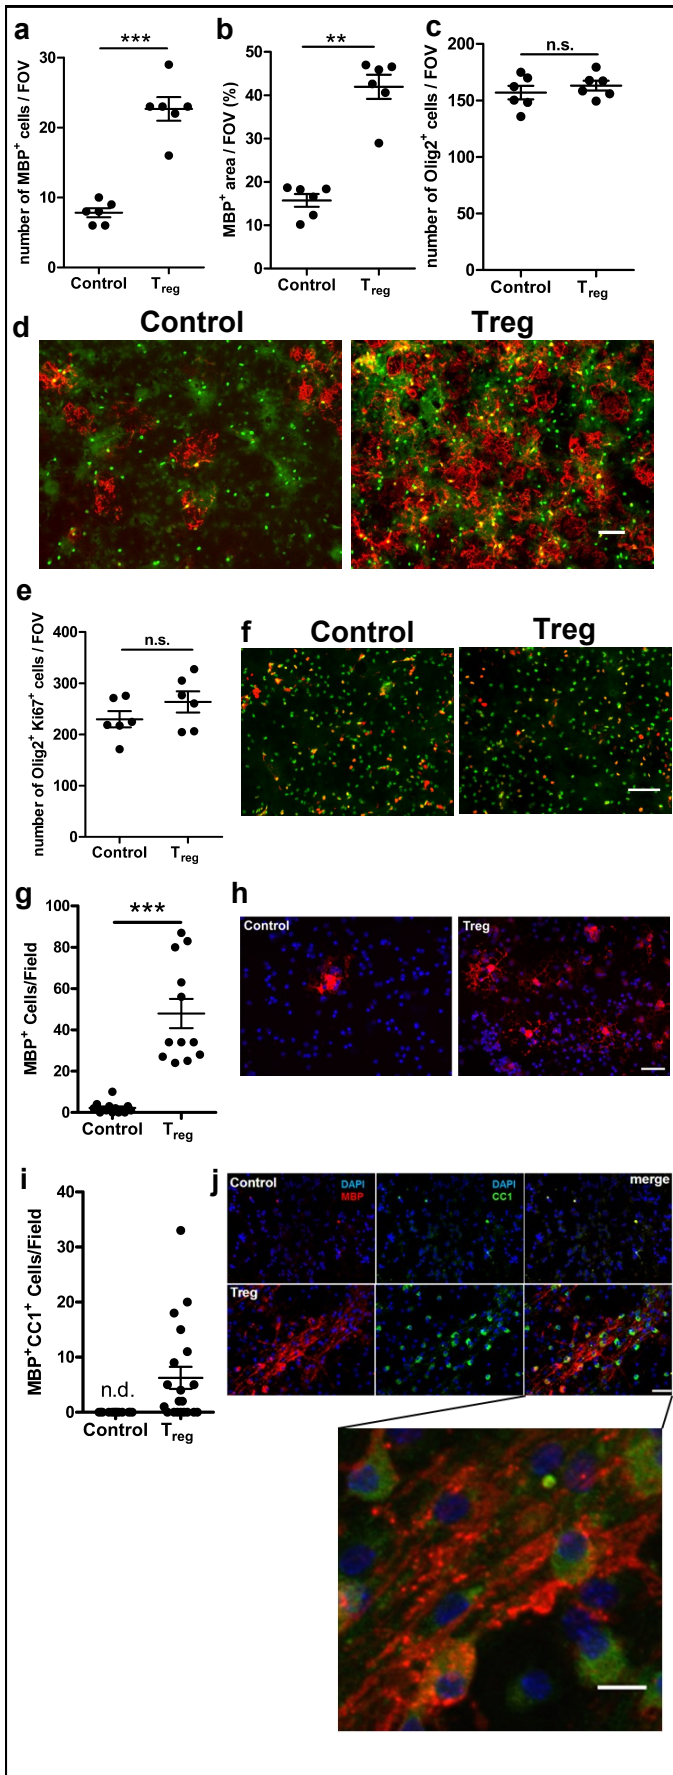 a
***
number of MBP+ cells / FOV
30
20
10
0
Control
Treg
b
**
MBP+ area / FOV (%)
50
40
30
20
10
0
Control
Treg
c
n.s.
number of Olig2+ cells / FOV
200
150
100
50
0
Control
Treg
d
Control
Treg
e
n.s.
number of Olig2+ Ki67+ cells / FOV
400
300
200
100
0
Control
Treg
f
Control
Treg
g
***
MBP+ Cells/Field
100
80
60
40
20
0
Control
Treg
h
Control
Treg
i
MBP+CC1+ Cells/Field
40
30
20
10
0
n.d.
Control
Treg
j
Control
DAPI
MBP
DAPI
CC1
merge
Treg